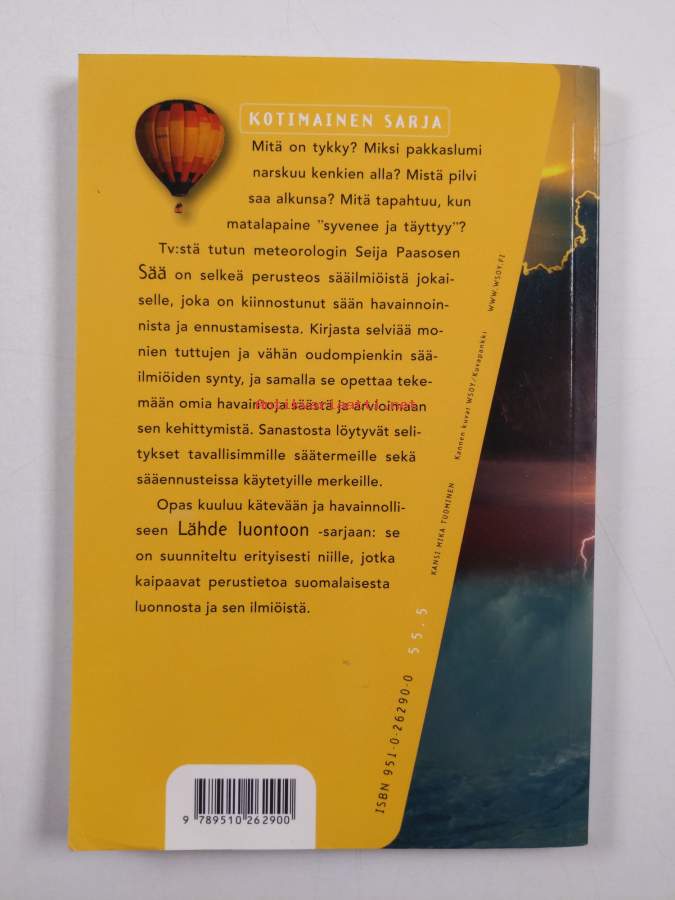 KOTIMAINEN SARJA
Mitä on tykky? Miksi pakkaslumi
narskuu kenkien alla? Mistä pilvi
saa alkunsa? Mitä tapahtuu, kun
matalapaine "syvenee ja täyttyy"?
Tv:stä tutun meteorologin Seija Paasosen
Sää on selkeä perusteos sääilmiöistä jokai-
selle, joka on kiinnostunut sään havainnoin-
nista ja ennustamisesta. Kirjasta selviää mo-
nien tuttujen ja vähän oudompienkin sää-
ilmiöiden synty, ja samalla se opettaa teke-
mään omia havaintoja säästä ja arvioimaan
sen kehittymistä. Sanastosta löytyvät seli-
tykset tavallisimmille säätermeille sekä
sääennusteissa käytetyille merkeille.
Opas kuuluu kätevään ja havainnolli-
seen Lähde luontoon -sarjaan: se
on suunniteltu erityisesti niille, jotka
kaipaavat perustietoa suomalaisesta
luonnosta ja sen ilmiöistä.
Antikvariaatti.net
WWW.WSOY.FI
Kannen kuvat WSOY/Kuvapankki
KANSI MIKA TUOMINEN
55.5
ISBN 951-0-26290-0
9 789510 262900